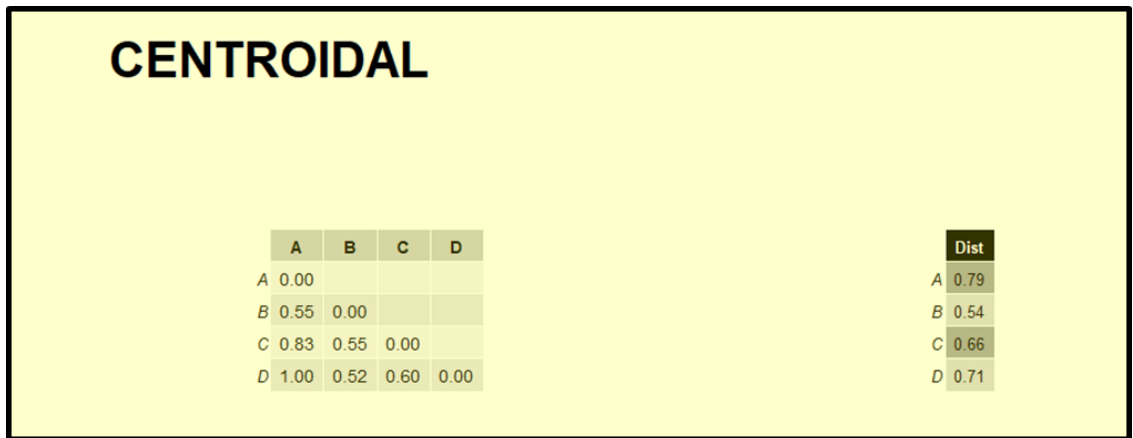 CENTROIDAL
A B C D Dist
A 0.00 A 0.79
B 0.55 0.00 B 0.54
C 0.83 0.55 0.00 C 0.66
D 1.00 0.52 0.60 0.00 D 0.71